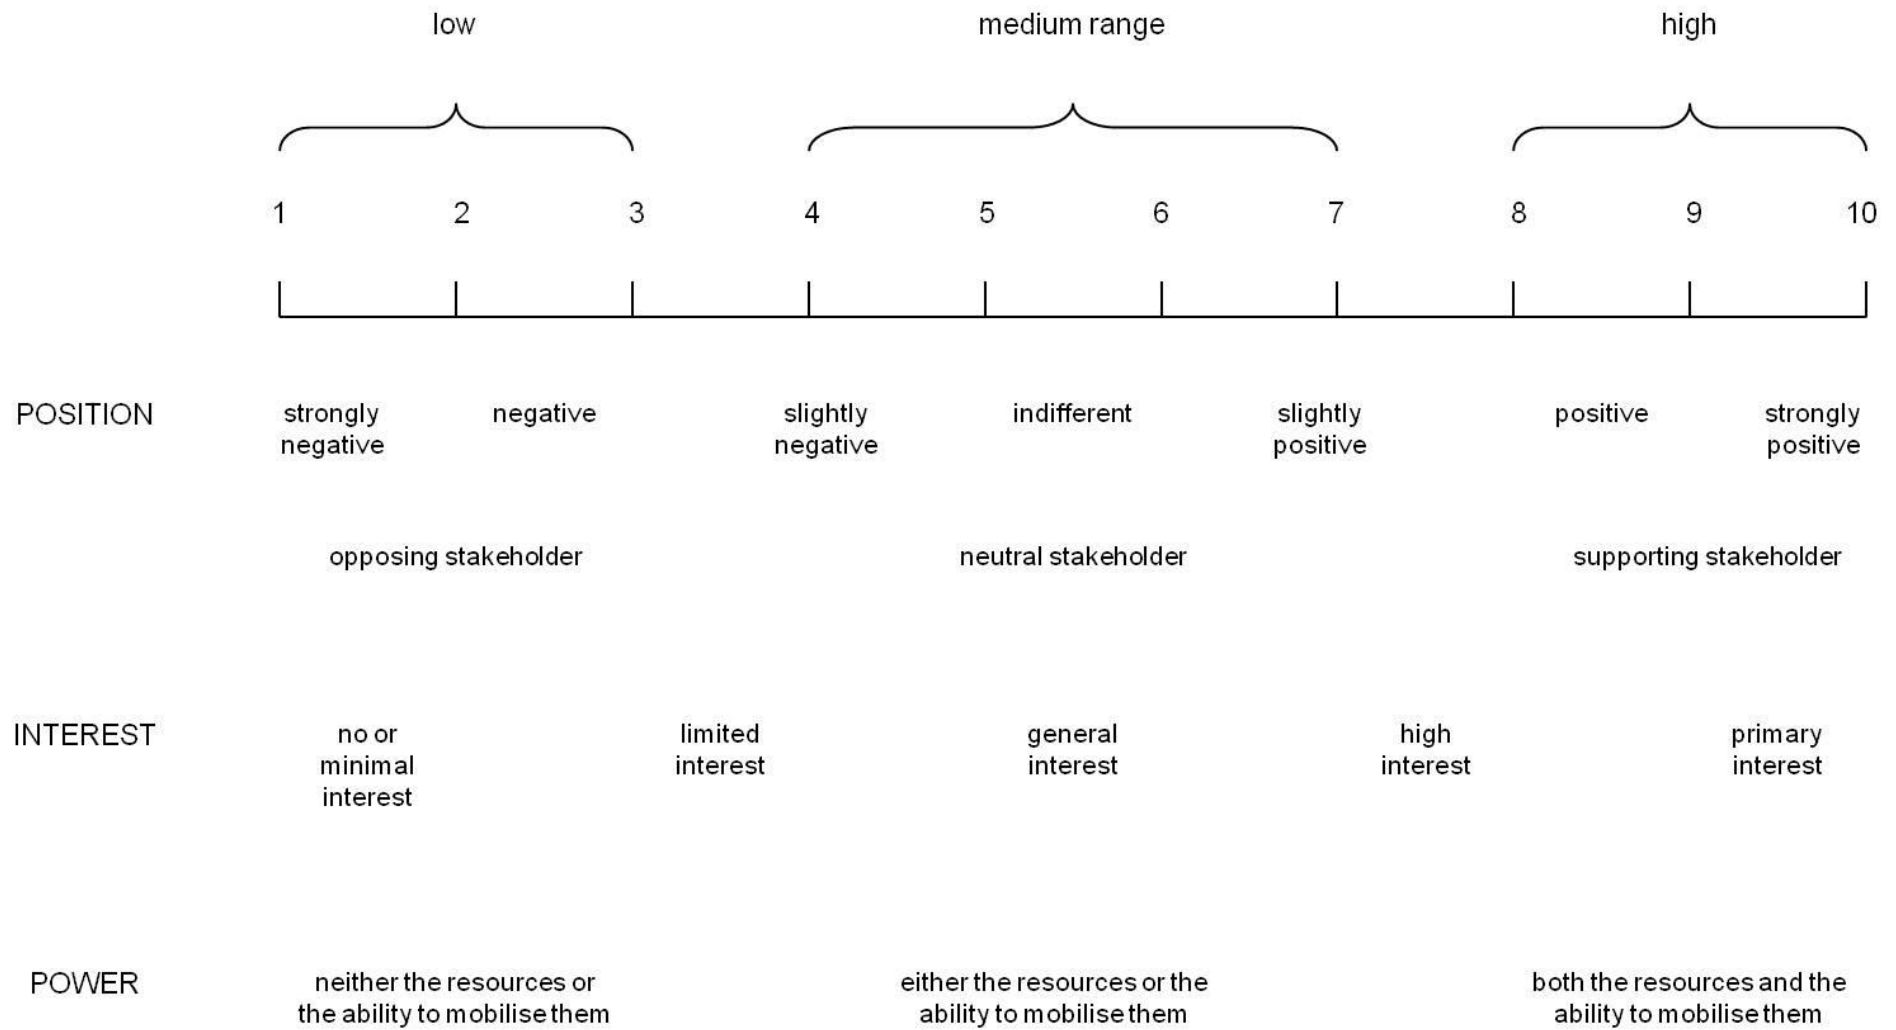 low medium range high
1 2 3 4 5 6 7 8 9 10
POSITION strongly negative slightly indifferent slightly positive strongly
negative negative positive positive
opposing stakeholder neutral stakeholder supporting stakeholder
INTEREST no or limited general high primary
minimal interest interest interest interest
interest
POWER neither the resources or either the resources or the both the resources and the
the ability to mobilise them ability to mobilise them ability to mobilise them